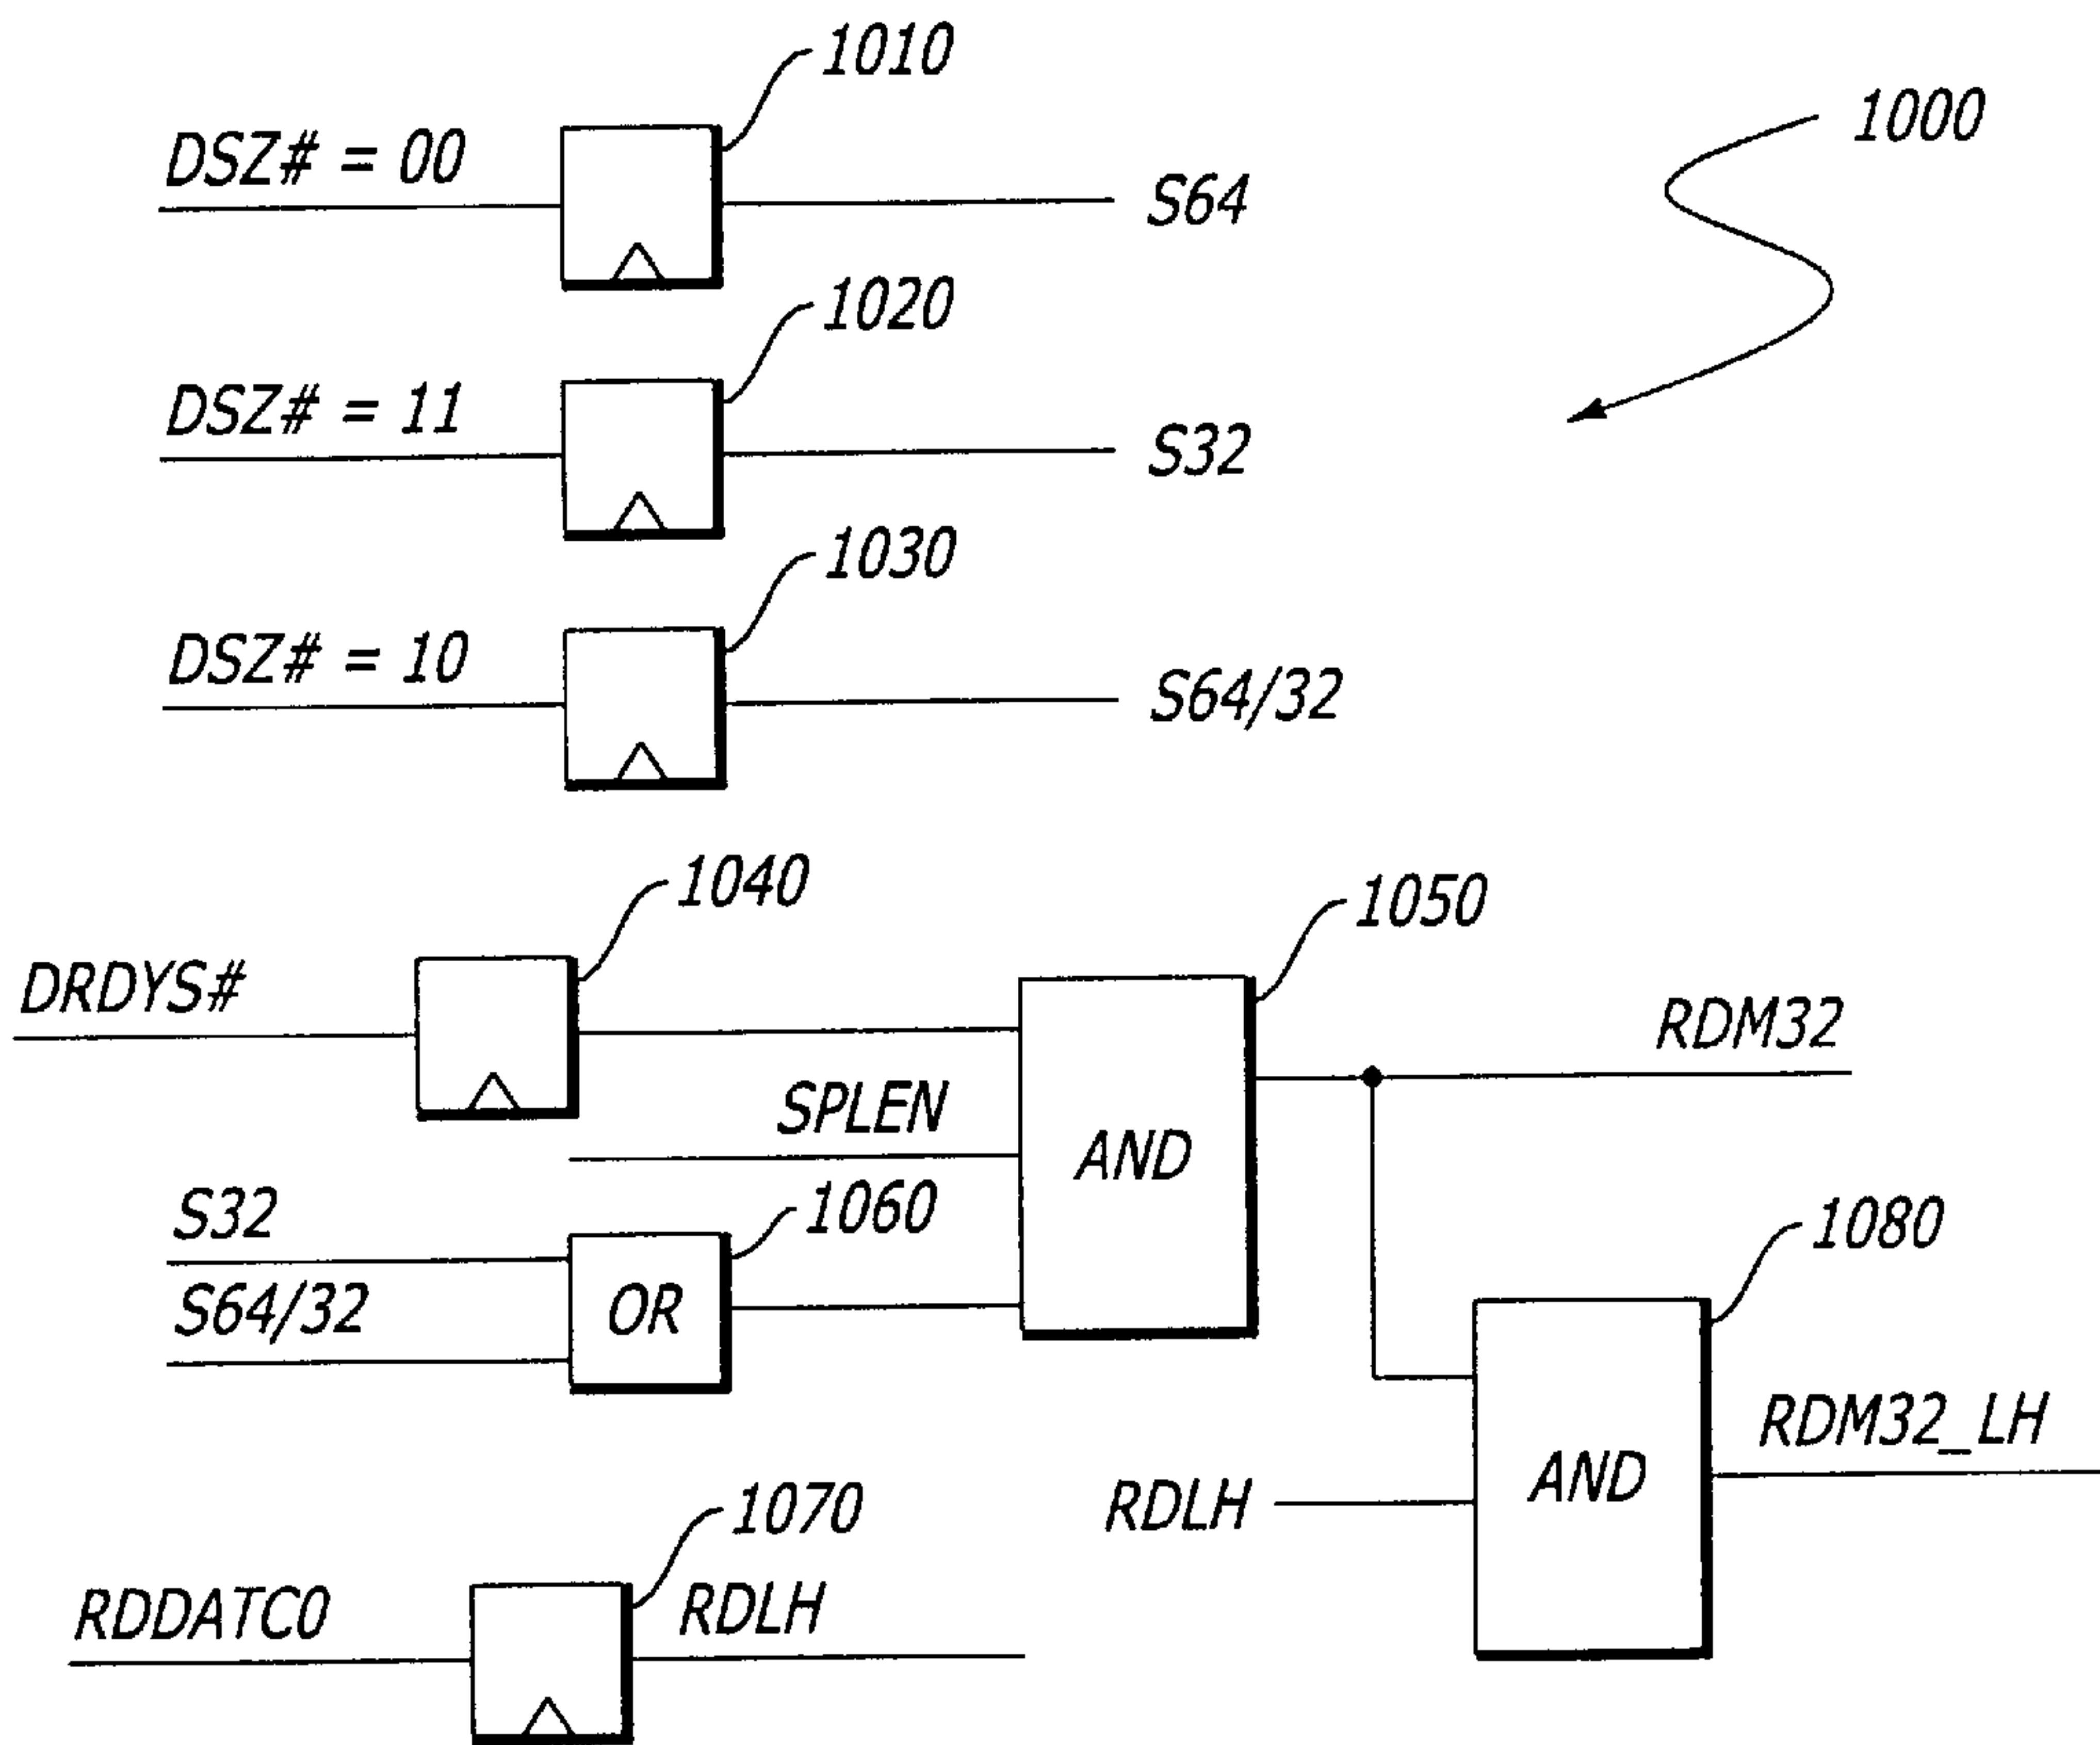 1010
1000
DSZ# = 00
S64
1020
DSZ# = 11
S32
1030
DSZ# = 10
S64/32
1040
1050
DRDYS#
RDM32
SPLEN
AND
S32
1060
1080
S64/32
OR
RDM32_LH
AND
RDLH
1070
RDDATC0
RDLH